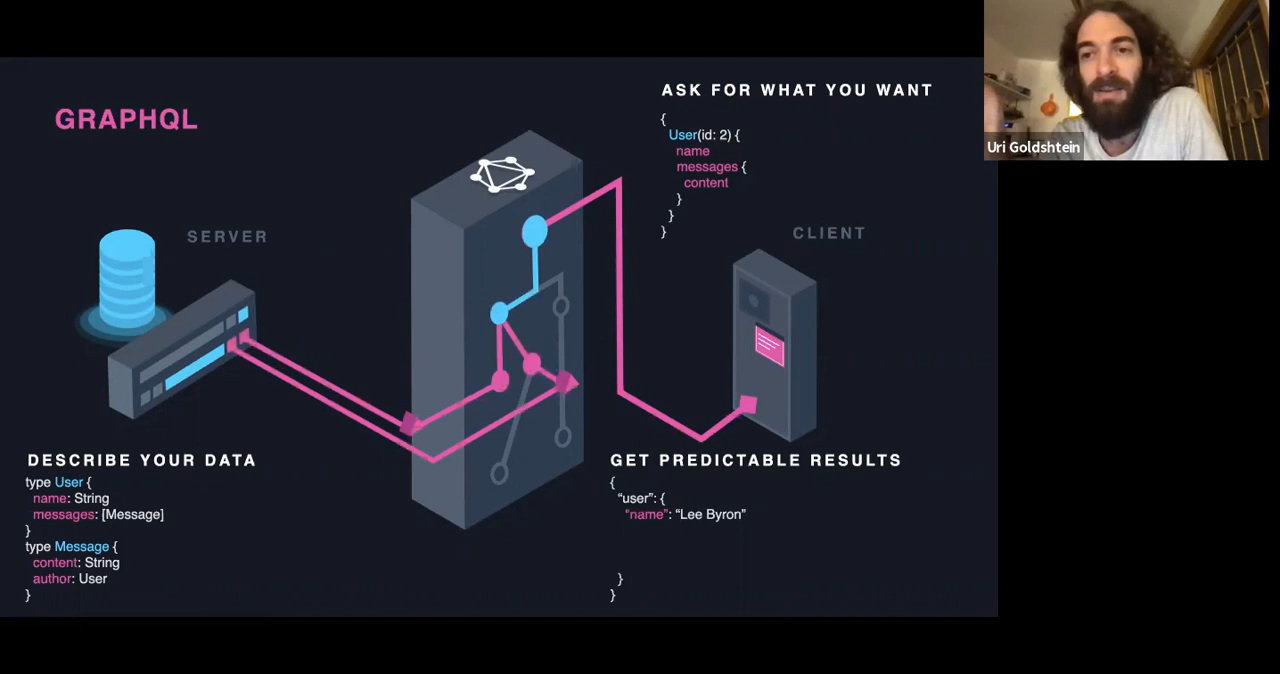 GRAPHQL
ASK FOR WHAT YOU WANT
{
User(id: 2) {
name
messages {
content
}
}
}
Uri Goldshtein
SERVER
CLIENT
DESCRIBE YOUR DATA
type User {
name: String
messages: [Message]
}
type Message {
content: String
author: User
}
GET PREDICTABLE RESULTS
{
“user”: {
“name”: “Lee Byron”
}
}